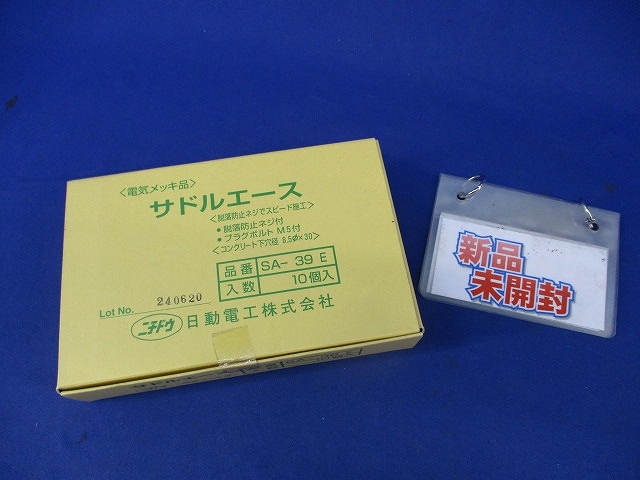 <電気メッキ品>
サドルエース
<脱落防止ネジでスピード施工>
・脱落防止ネジ付
・プラグボルト M5付
<コンクリート下穴径 8.5Φ×30>
品番 SA- 39 E
入数 10個入
Lot No. 240620
ニチドウ 日動電工株式会社
新品
未開封